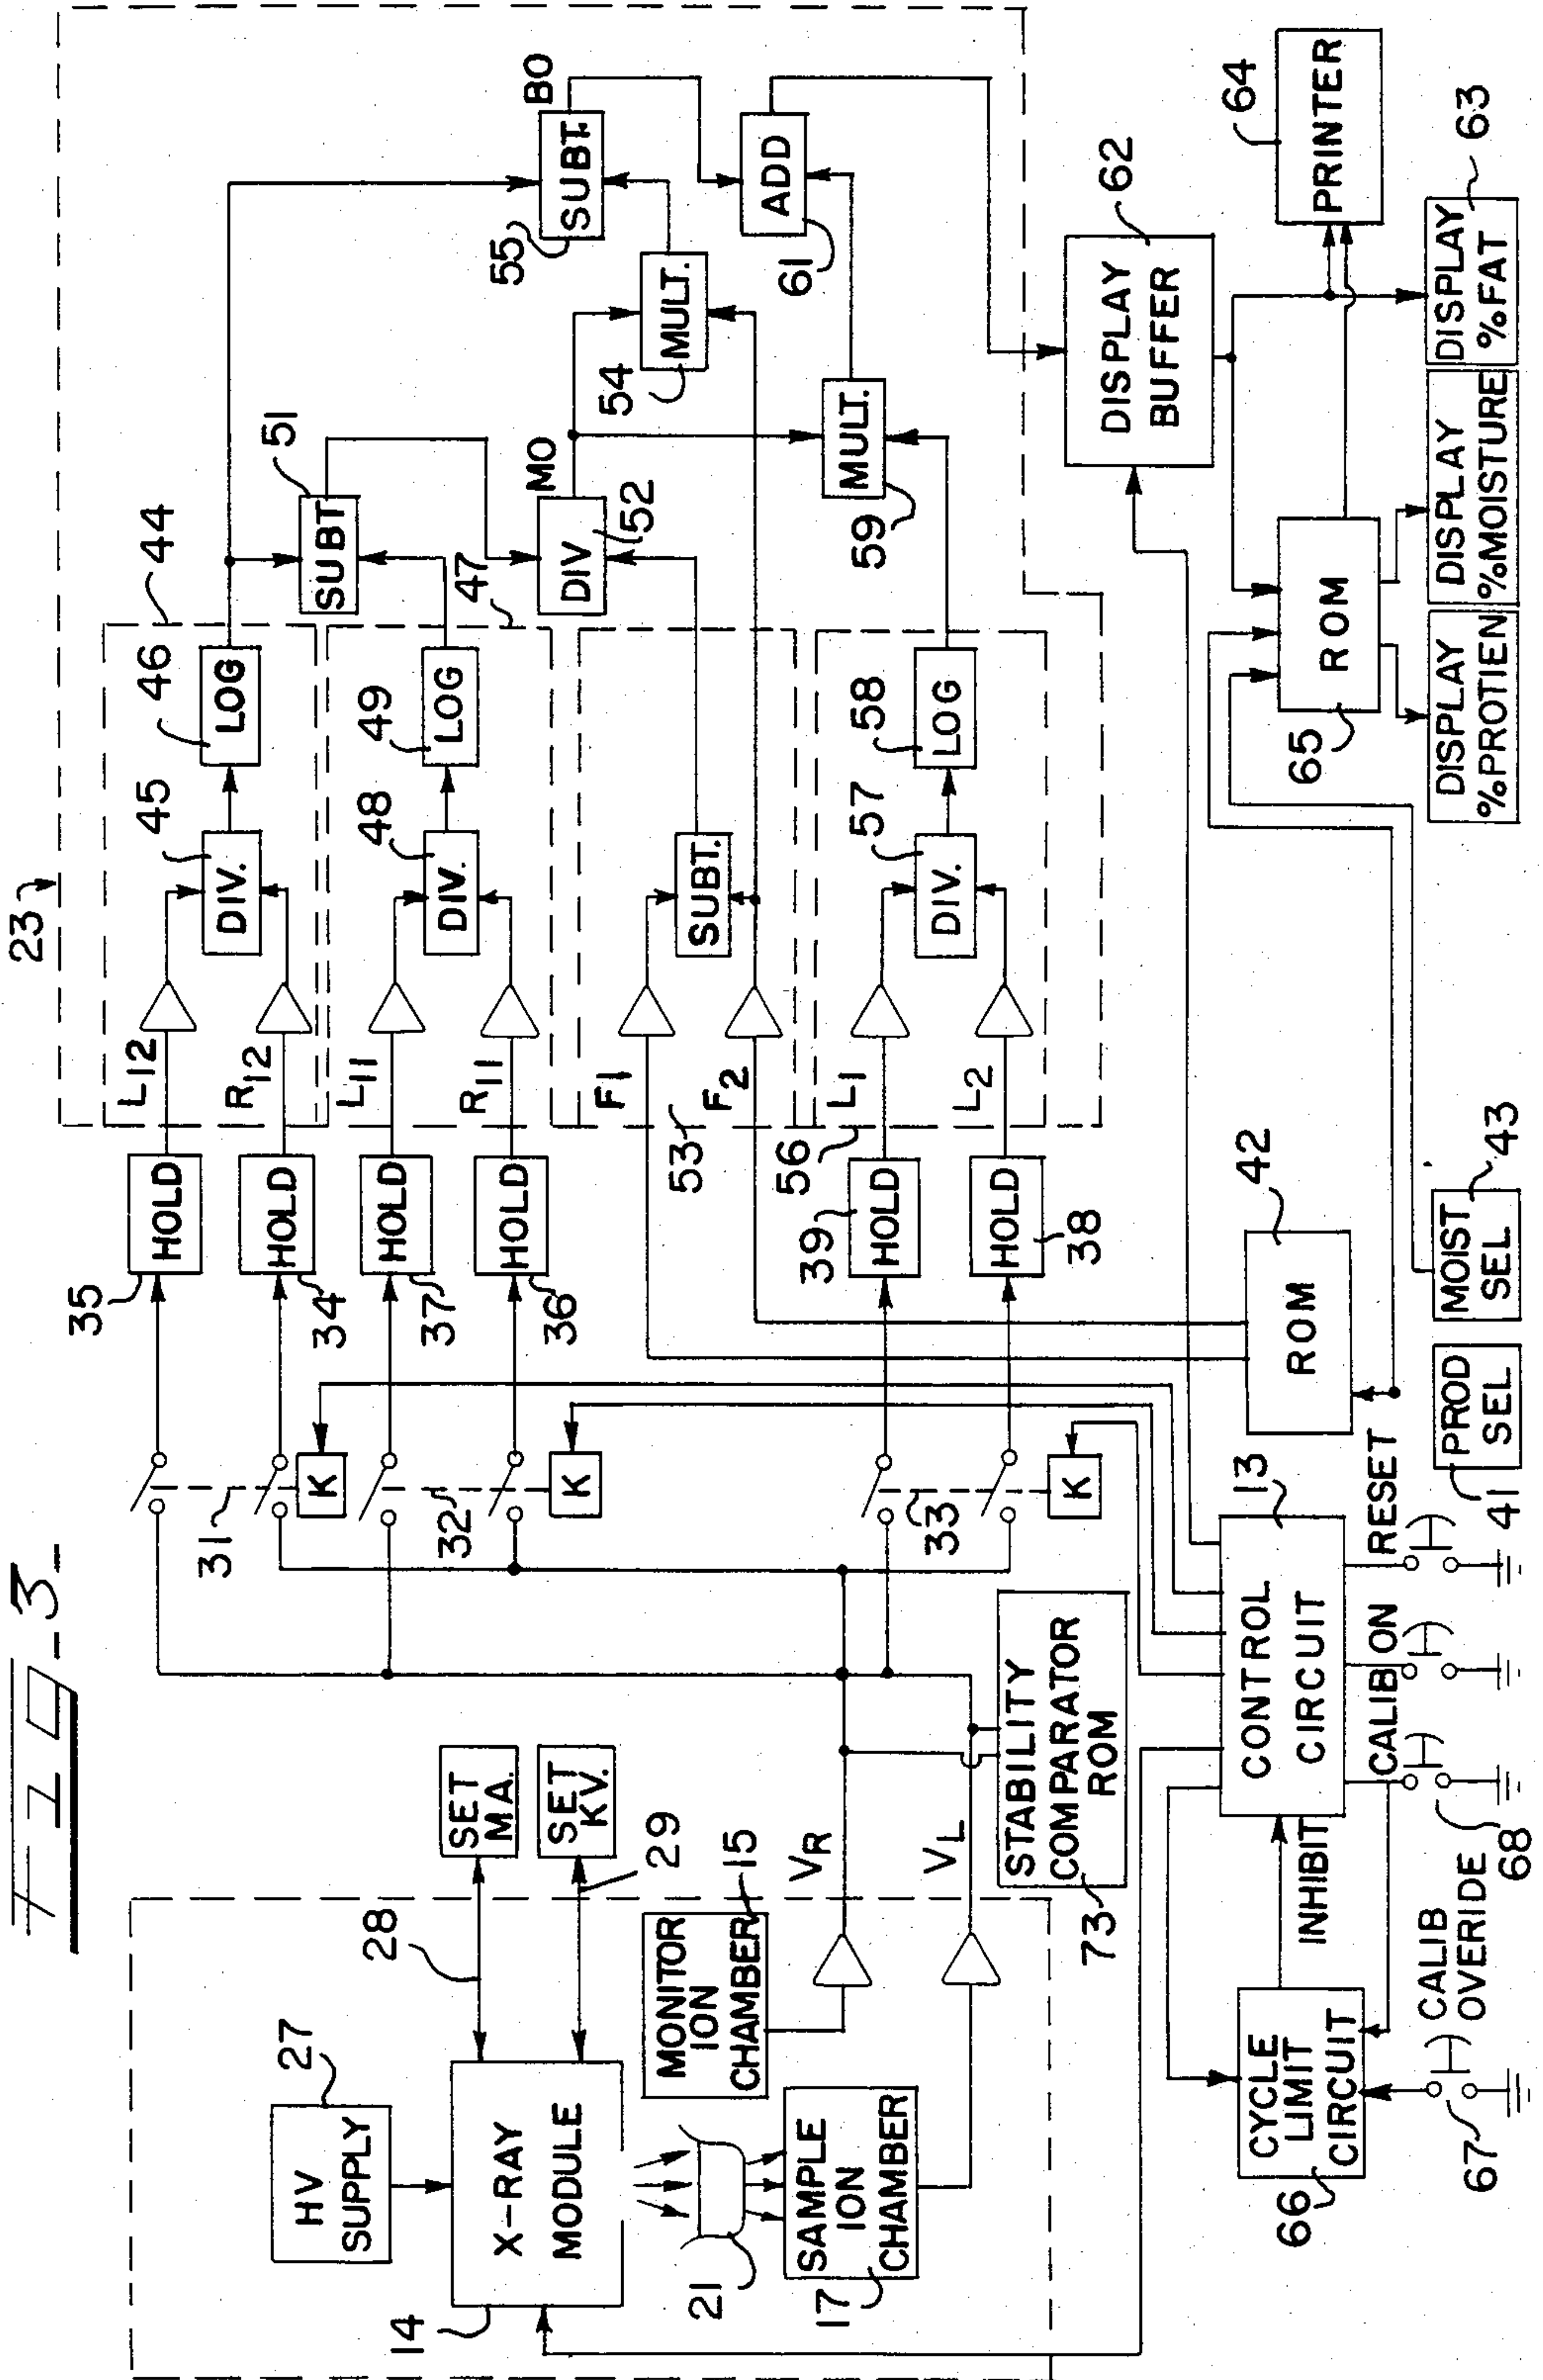 FIG_3_
23
44
L12
R12
45
DIV.
46
LOG
47
L11
R11
48
DIV.
49
LOG
51
SUBT
MO
DIV
52
53
F1
F2
SUBT.
54
MULT.
55
SUBT.
BO
56
L1
L2
57
DIV.
58
LOG
59
MULT.
61
ADD
35
HOLD
34
HOLD
37
HOLD
36
HOLD
39
HOLD
38
HOLD
31
K
32
K
33
K
27
HV
SUPPLY
28
SET
MA.
29
SET
KV.
14
X-RAY
MODULE
MONITOR
ION
CHAMBER
15
21
17
SAMPLE
ION
CHAMBER
VR
VL
STABILITY
COMPARATOR
ROM
73
62
DISPLAY
BUFFER
64
PRINTER
63
DISPLAY
%FAT
DISPLAY
%MOISTURE
DISPLAY
%PROTIEN
65
ROM
42
ROM
MOIST
SEL
43
PROD
SEL
41
13
CONTROL
CIRCUIT
RESET
CALIB ON
68
INHIBIT
CYCLE
LIMIT
CIRCUIT
66
CALIB
OVERIDE
67